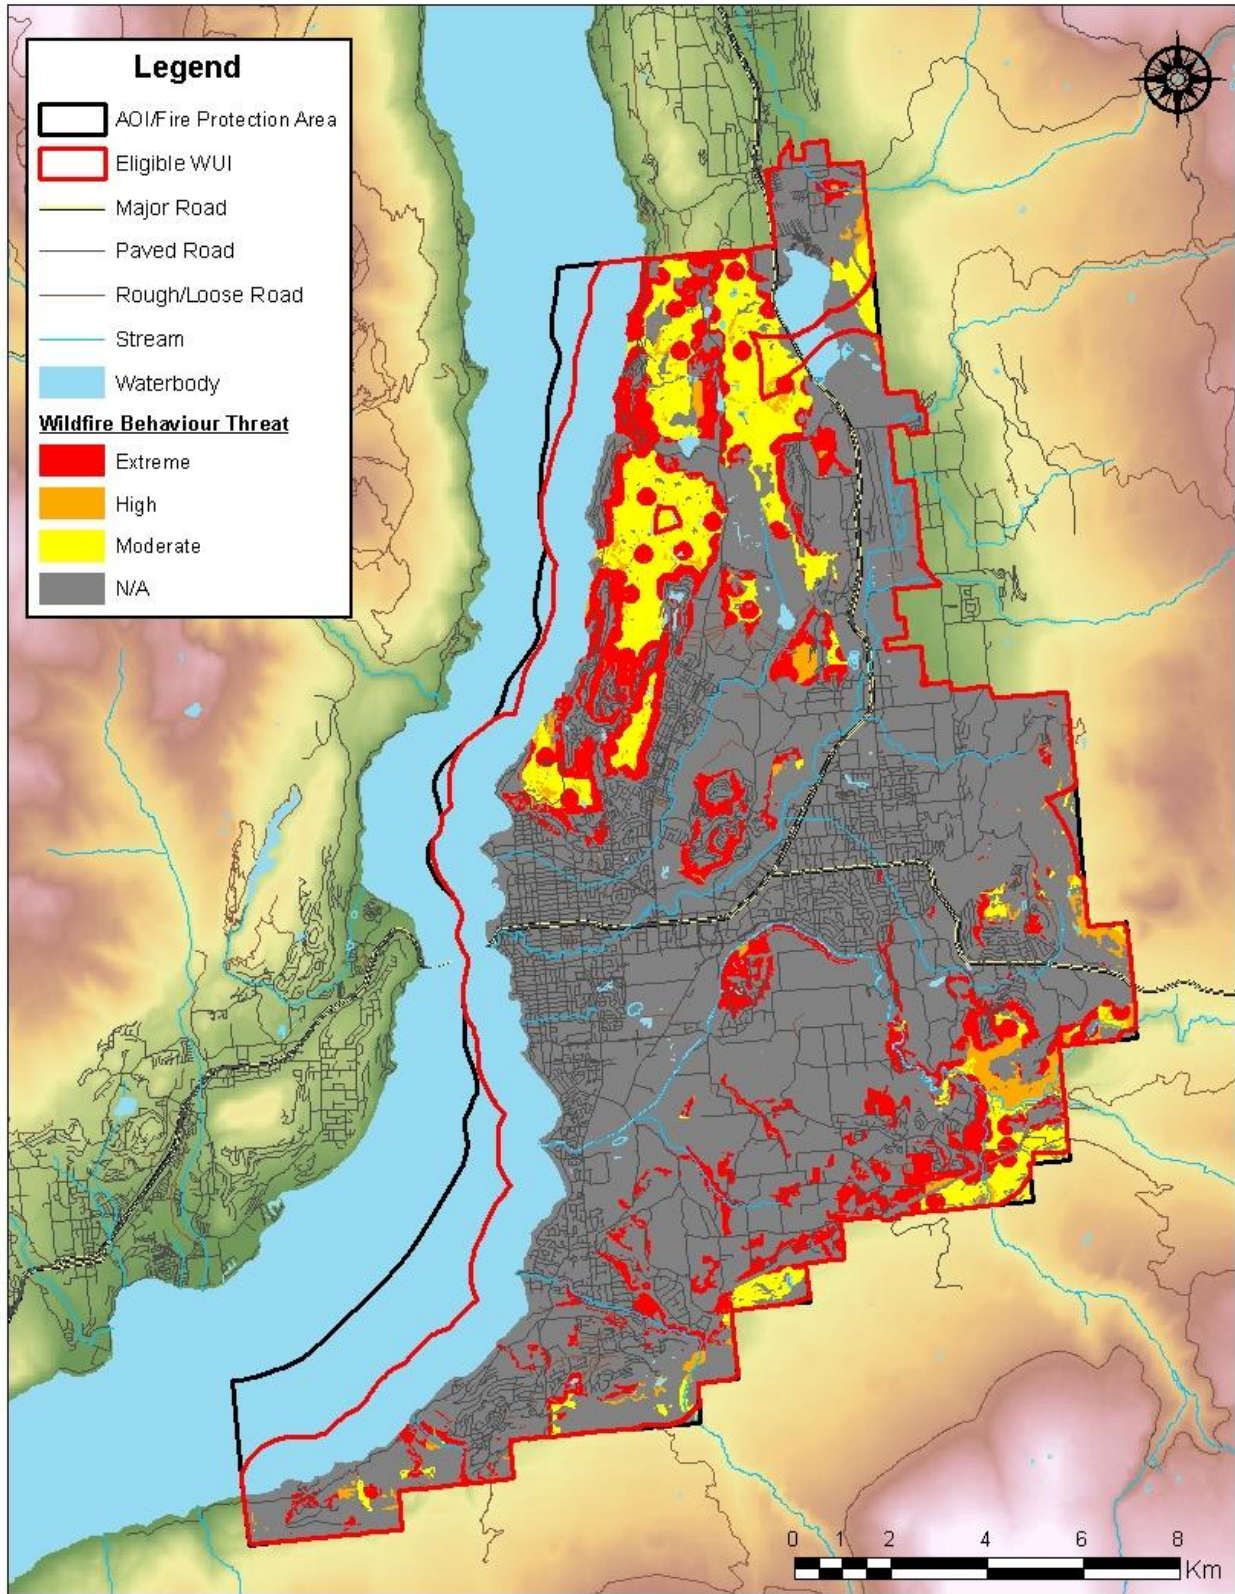 Legend
AOI/Fire Protection Area
Eligible WUI
Major Road
Paved Road
Rough/Loose Road
Stream
Waterbody
Wildfire Behaviour Threat
Extreme
High
Moderate
N/A
0 1 2 4 6 8
Km